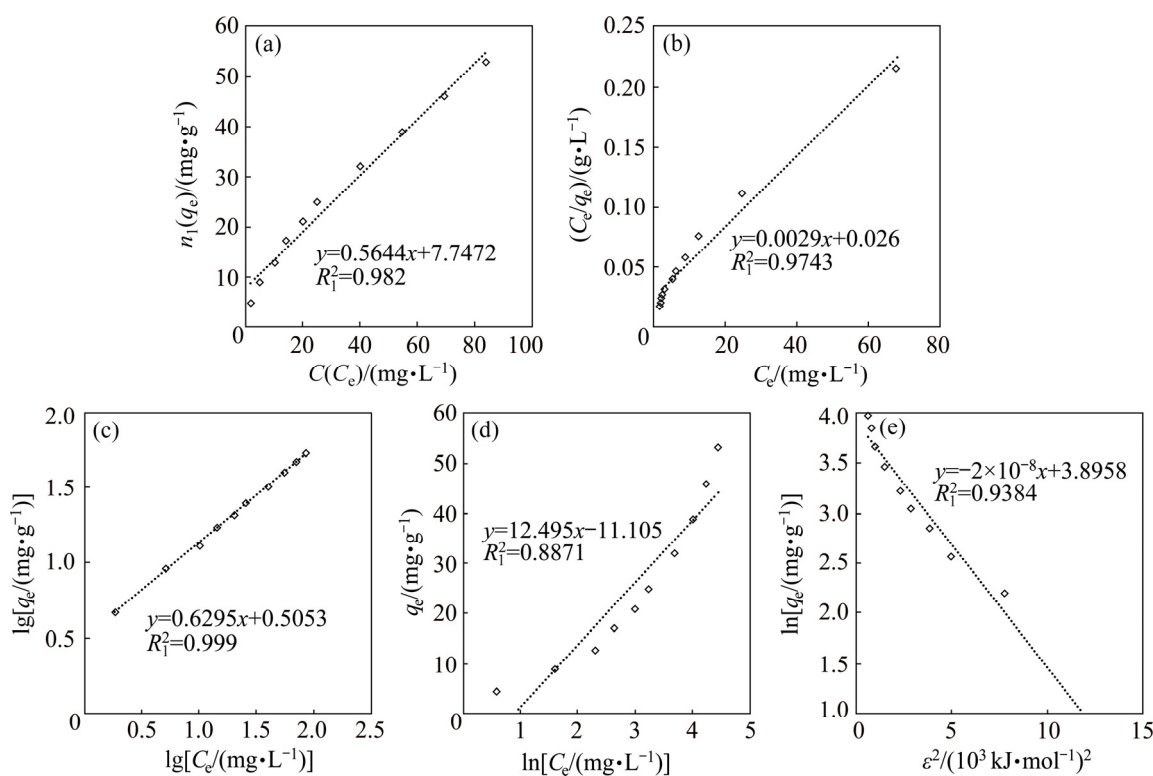 (a)
60
50
40
30
20
10
0
n₁(qₑ)/(mg•g⁻¹)
y=0.5644x+7.7472
R₁²=0.982
20 40 60 80 100
C(Cₑ)/(mg•L⁻¹)
(b)
0.25
0.20
0.15
0.10
0.05
0
(Cₑ/qₑ)/(g•L⁻¹)
y=0.0029x+0.026
R₁²=0.9743
20 40 60 80
Cₑ/(mg•L⁻¹)
(c)
2.0
1.5
1.0
0.5
0
lg[qₑ/(mg•g⁻¹)]
y=0.6295x+0.5053
R₁²=0.999
0.5 1.0 1.5 2.0 2.5
lg[Cₑ/(mg•L⁻¹)]
(d)
60
50
40
30
20
10
0
qₑ/(mg•g⁻¹)
y=12.495x−11.105
R₁²=0.8871
1 2 3 4 5
ln[Cₑ/(mg•L⁻¹)]
(e)
4.0
3.5
3.0
2.5
2.0
1.5
1.0
ln[qₑ/(mg•g⁻¹)]
y=−2×10⁻⁸x+3.8958
R₁²=0.9384
0 5 10 15
ε²/(10³ kJ•mol⁻¹)²